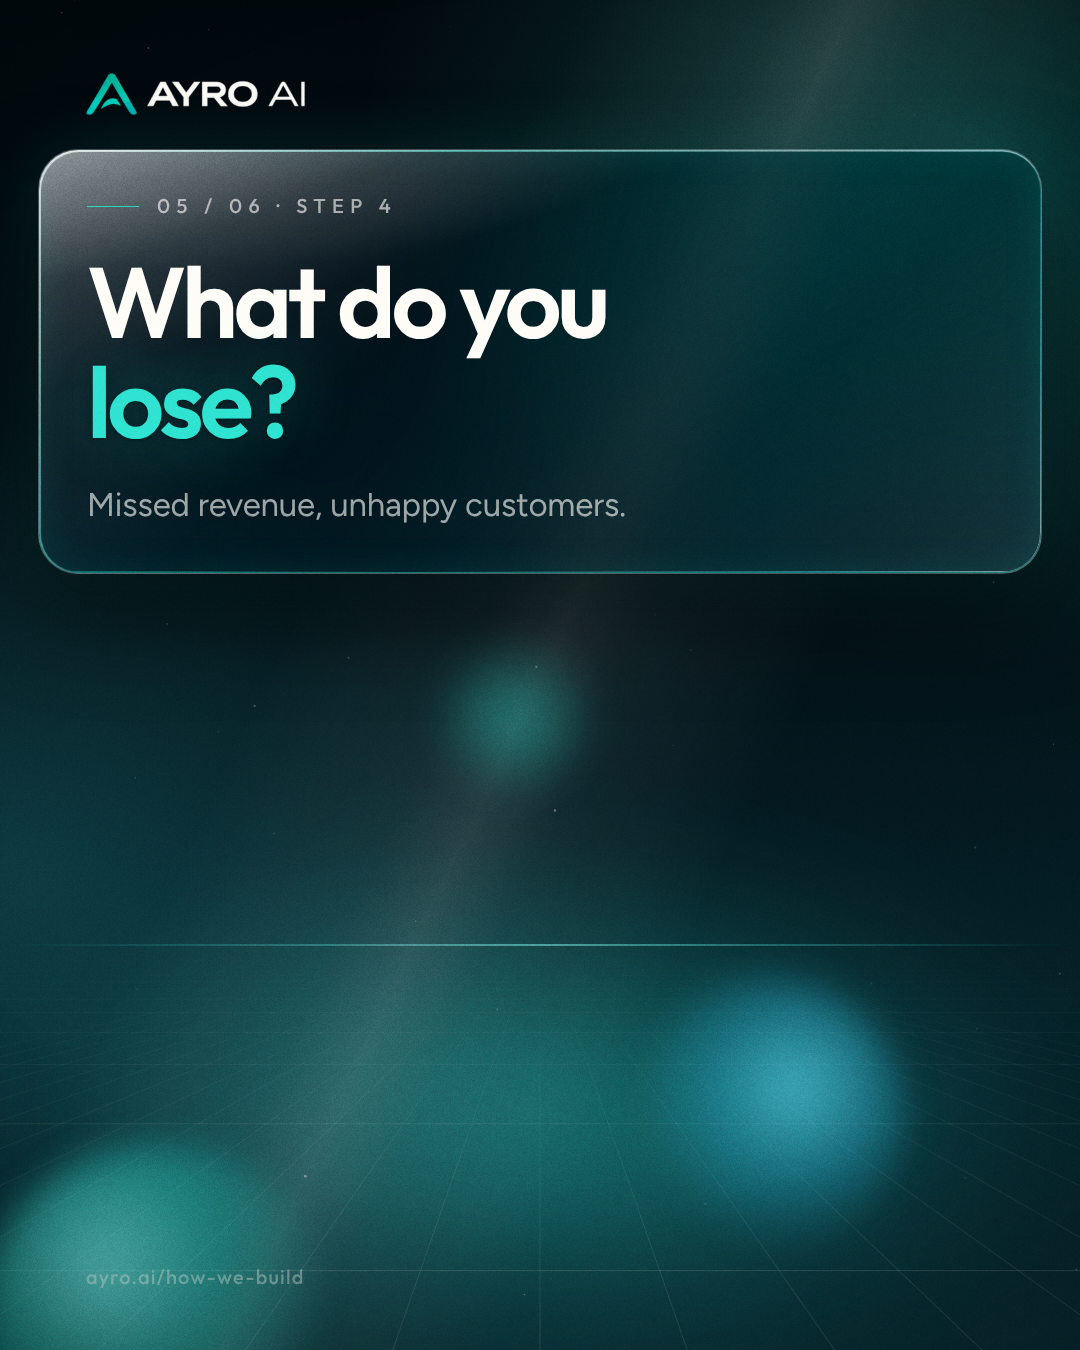 AYRO AI
05 / 06 · STEP 4
What do you
lose?
Missed revenue, unhappy customers.
ayro.ai/how-we-build